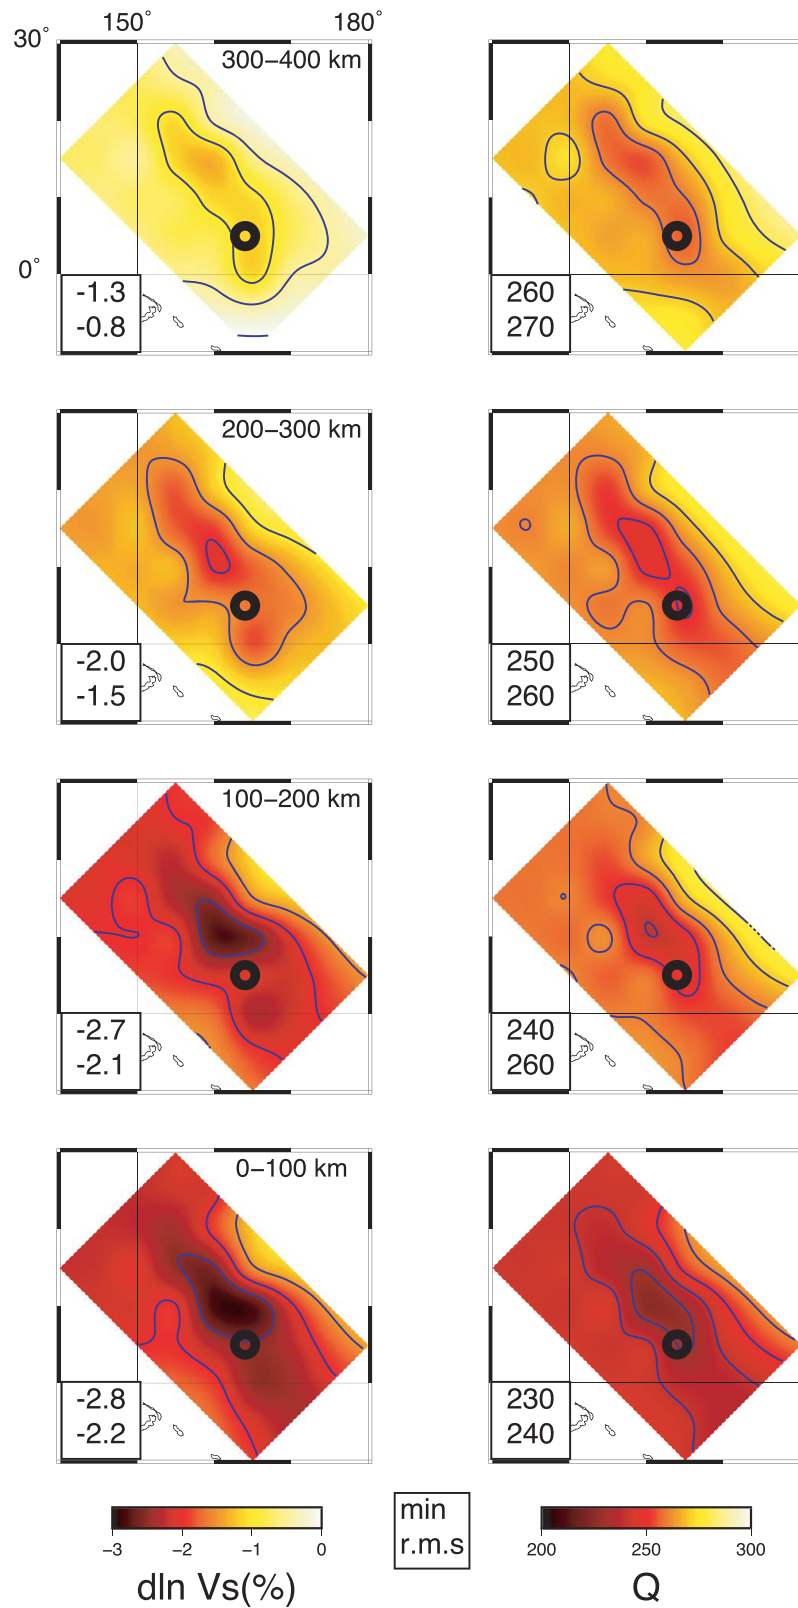 150° 180°
30°
300–400 km
0°
-1.3
-0.8
260
270
200–300 km
-2.0
-1.5
250
260
100–200 km
-2.7
-2.1
240
260
0–100 km
-2.8
-2.2
230
240
min
r.m.s
−3 −2 −1 0
dln Vs(%)
200 250 300
Q